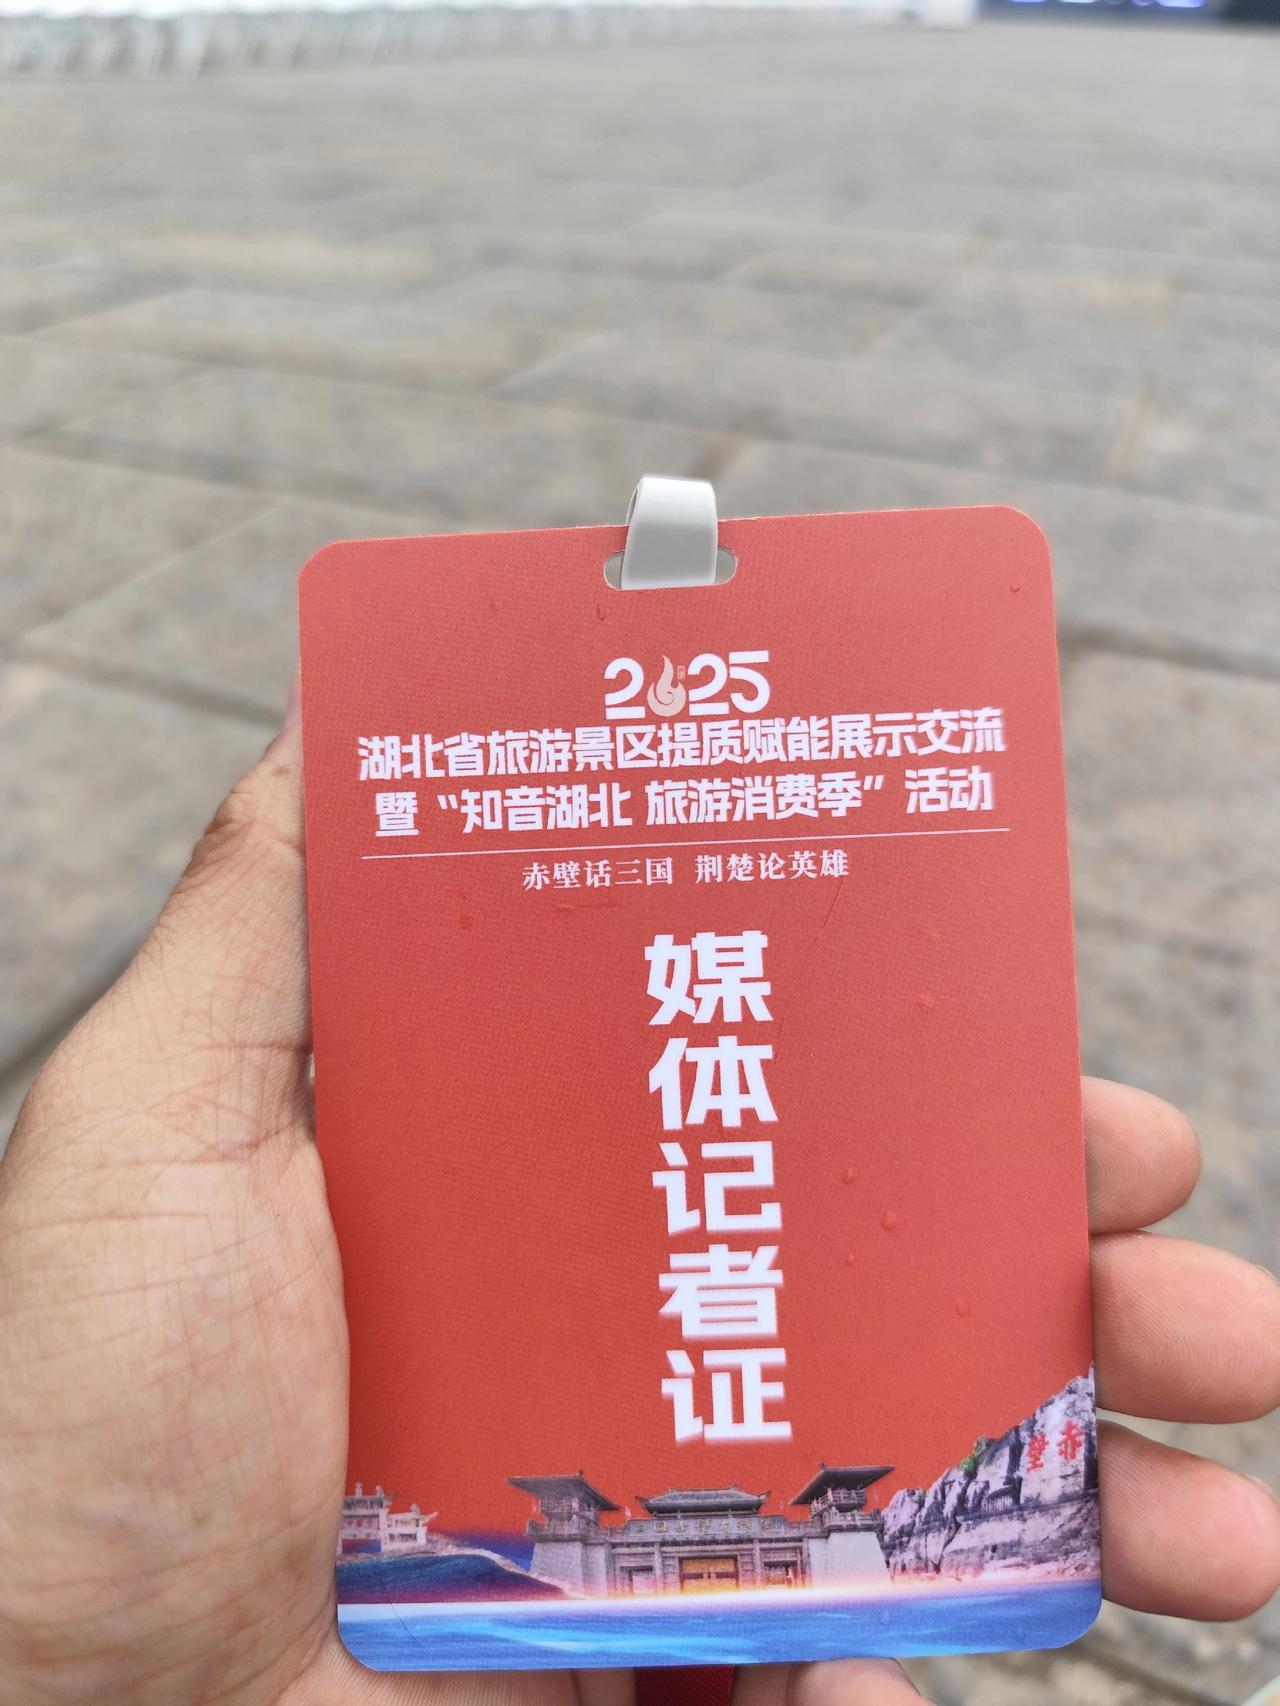 2025
湖北省旅游景区提质赋能展示交流
暨“知音湖北 旅游消费季”活动
赤壁话三国 荆楚论英雄
媒体记者证
赤壁